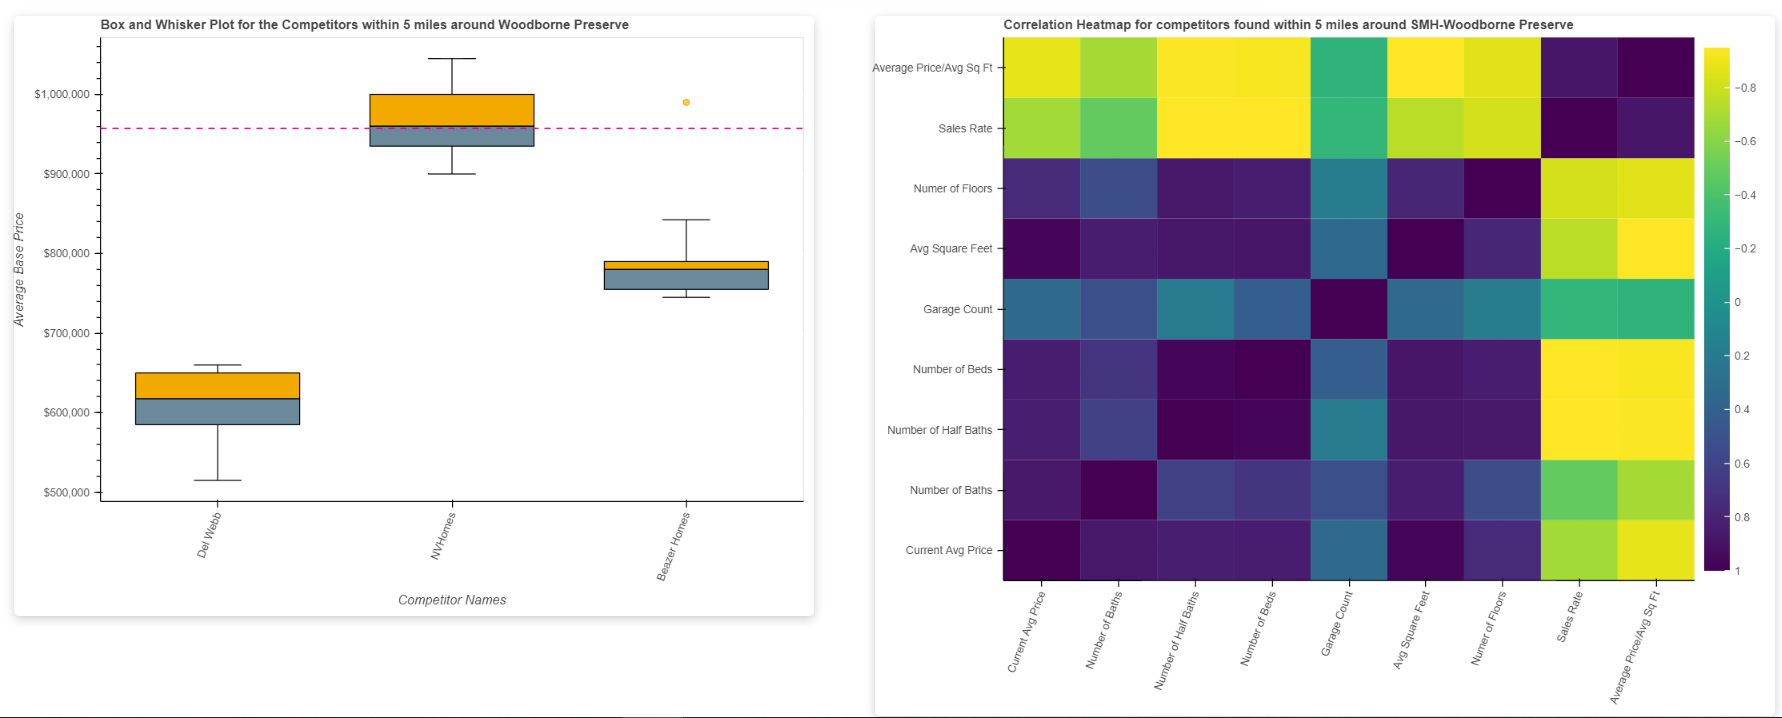 Box and Whisker Plot for the Competitors within 5 miles around Woodborne Preserve
Average Base Price
$1,000,000
$900,000
$800,000
$700,000
$600,000
$500,000
Del Webb
NVHomes
Beazer Homes
Competitor Names
Correlation Heatmap for competitors found within 5 miles around SMH-Woodborne Preserve
Average Price/Avg Sq Ft
Sales Rate
Numer of Floors
Avg Square Feet
Garage Count
Number of Beds
Number of Half Baths
Number of Baths
Current Avg Price
Current Avg Price
Number of Baths
Number of Half Baths
Number of Beds
Garage Count
Avg Square Feet
Numer of Floors
Sales Rate
Average Price/Avg Sq Ft
−0.8
−0.6
−0.4
−0.2
0
0.2
0.4
0.6
0.8
1